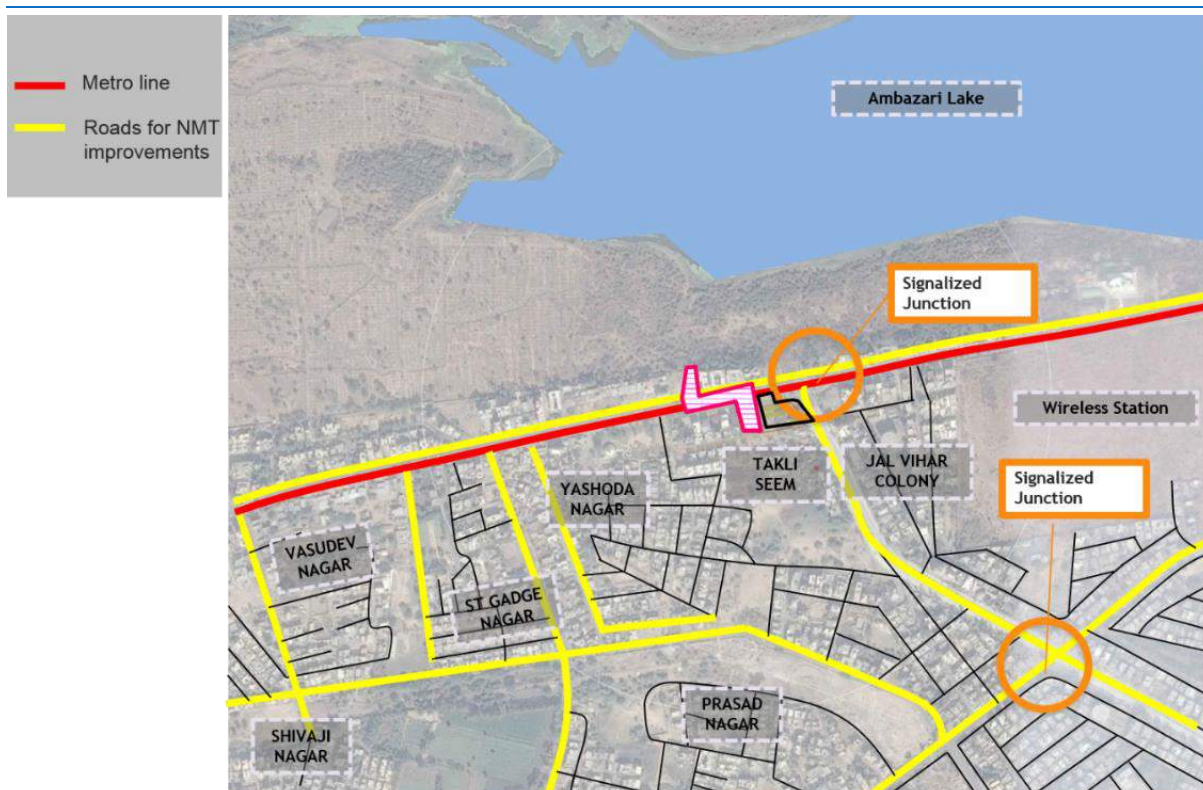 Metro line
Roads for NMT
improvements
Ambazari Lake
Signalized
Junction
Wireless Station
TAKLI
SEEM
JAL VIHAR
COLONY
Signalized
Junction
YASHODA
NAGAR
VASUDEV
NAGAR
ST GADGE
NAGAR
PRASAD
NAGAR
SHIVAJI
NAGAR